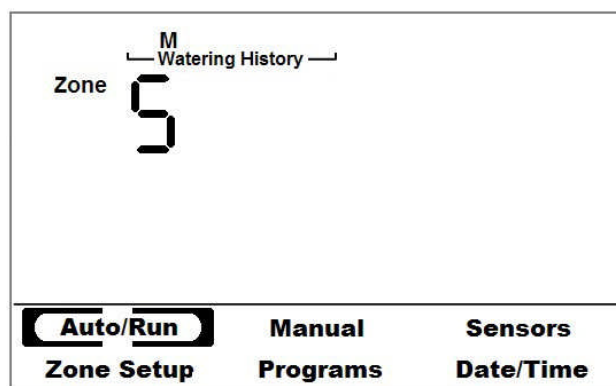 M
Watering History
Zone 5
Auto/Run Manual Sensors
Zone Setup Programs Date/Time